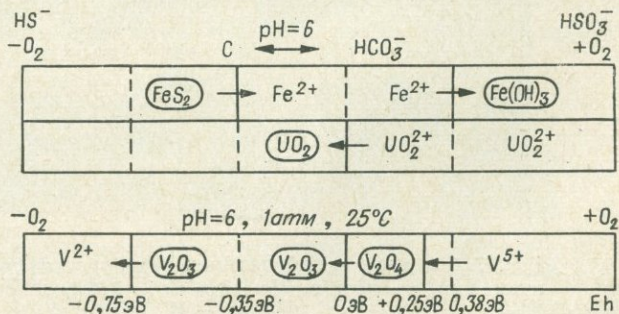 HS⁻ C pH=6 HCO₃⁻ HSO₃⁻
-O₂ +O₂
FeS₂ Fe²⁺ Fe²⁺ Fe(OH)₃
UO₂ UO₂²⁺ UO₂²⁺
-O₂ pH=6, 1атм, 25°C +O₂
V²⁺ V₂O₃ V₂O₃ V₂O₄ V⁵⁺
-0,75эВ -0,35эВ 0эВ +0,25эВ 0,38эВ Eh